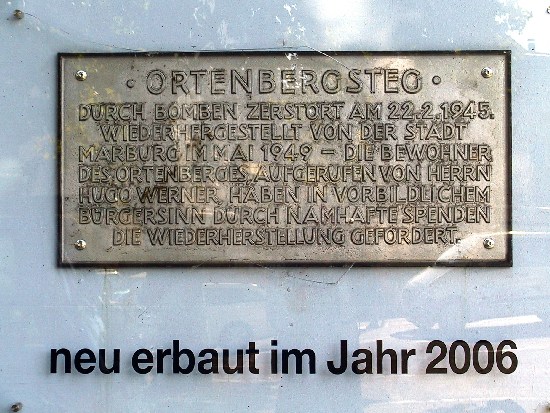 · ORTENBERGSTEG ·
DURCH BOMBEN ZERSTÖRT AM 22.2.1945.
WIEDERHERGESTELLT VON DER STADT
MARBURG IM MAI 1949 – DIE BEWOHNER
DES ORTENBERGES, AUFGERUFEN VON HERRN
HUGO WERNER, HABEN IN VORBILDLICHEM
BÜRGERSINN DURCH NAMHAFTE SPENDEN
DIE WIEDERHERSTELLUNG GEFÖRDERT.
neu erbaut im Jahr 2006